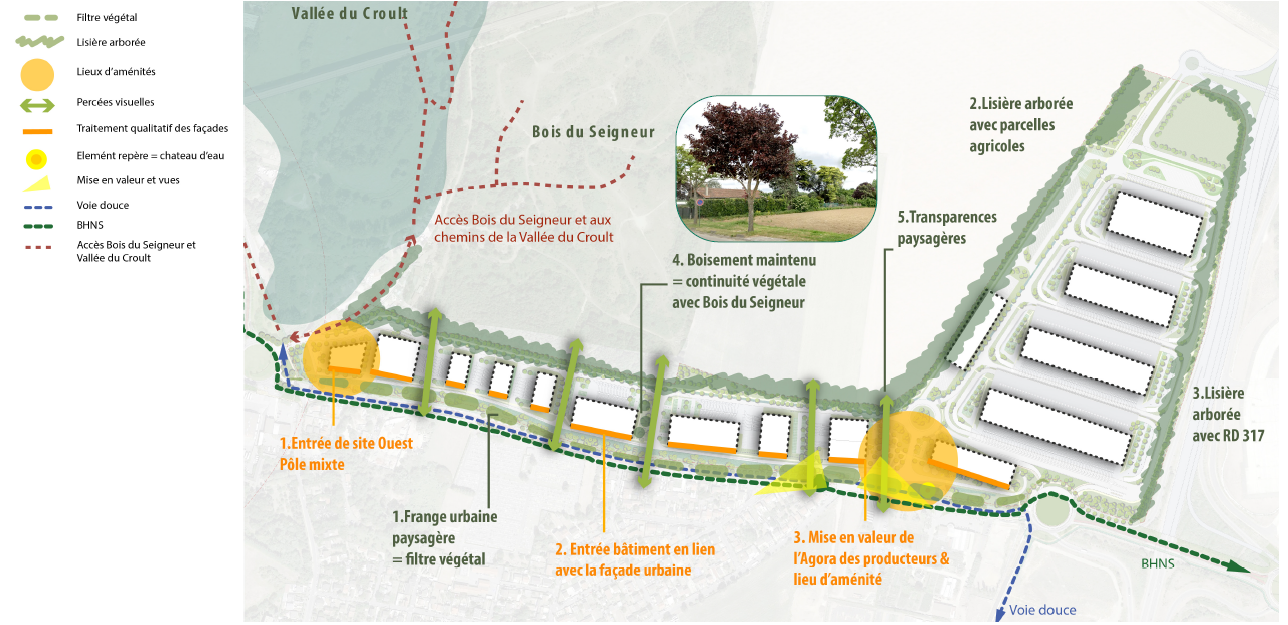 Filtre végétal
Lisière arborée
Lieux d'aménités
Percées visuelles
Traitement qualitatif des façades
Elemént repère = chateau d'eau
Mise en valeur et vues
Voie douce
BHNS
Accès Bois du Seigneur et
Vallée du Croult
Vallée du Croult
Bois du Seigneur
Accès Bois du Seigneur et aux
chemins de la Vallée du Croult
2.Lisière arborée
avec parcelles
agricoles
5.Transparences
paysagères
4. Boisement maintenu
= continuité végétale
avec Bois du Seigneur
3.Lisière
arborée
avec RD 317
1.Entrée de site Ouest
Pôle mixte
1.Frange urbaine
paysagère
= filtre végétal
2. Entrée bâtiment en lien
avec la façade urbaine
3. Mise en valeur de
l'Agora des producteurs &
lieu d'aménité
BHNS
Voie douce